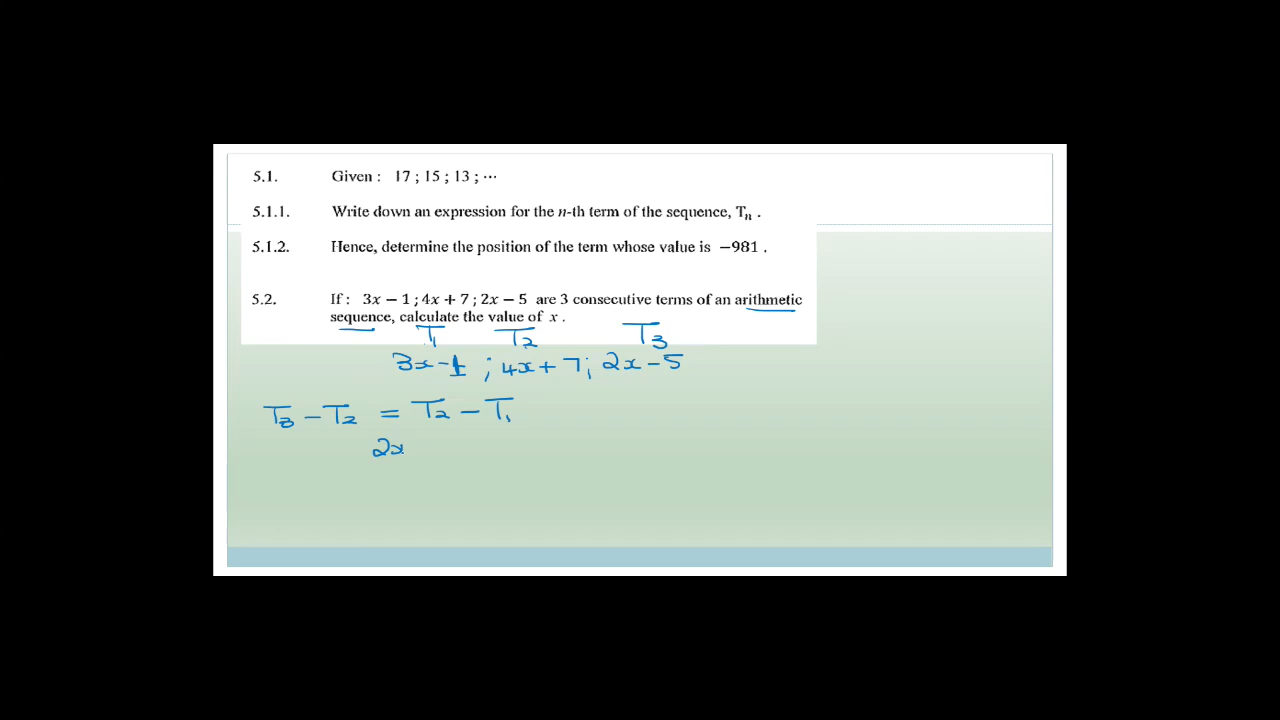 5.1. Given : 17 ; 15 ; 13 ; ⋯
5.1.1. Write down an expression for the n-th term of the sequence, Tₙ .
5.1.2. Hence, determine the position of the term whose value is −981 .
5.2. If : 3x − 1 ; 4x + 7 ; 2x − 5 are 3 consecutive terms of an arithmetic
sequence, calculate the value of x .
T₁ T₂ T₃
3x − 1 ; 4x + 7 ; 2x − 5
T₃ − T₂ = T₂ − T₁
2x